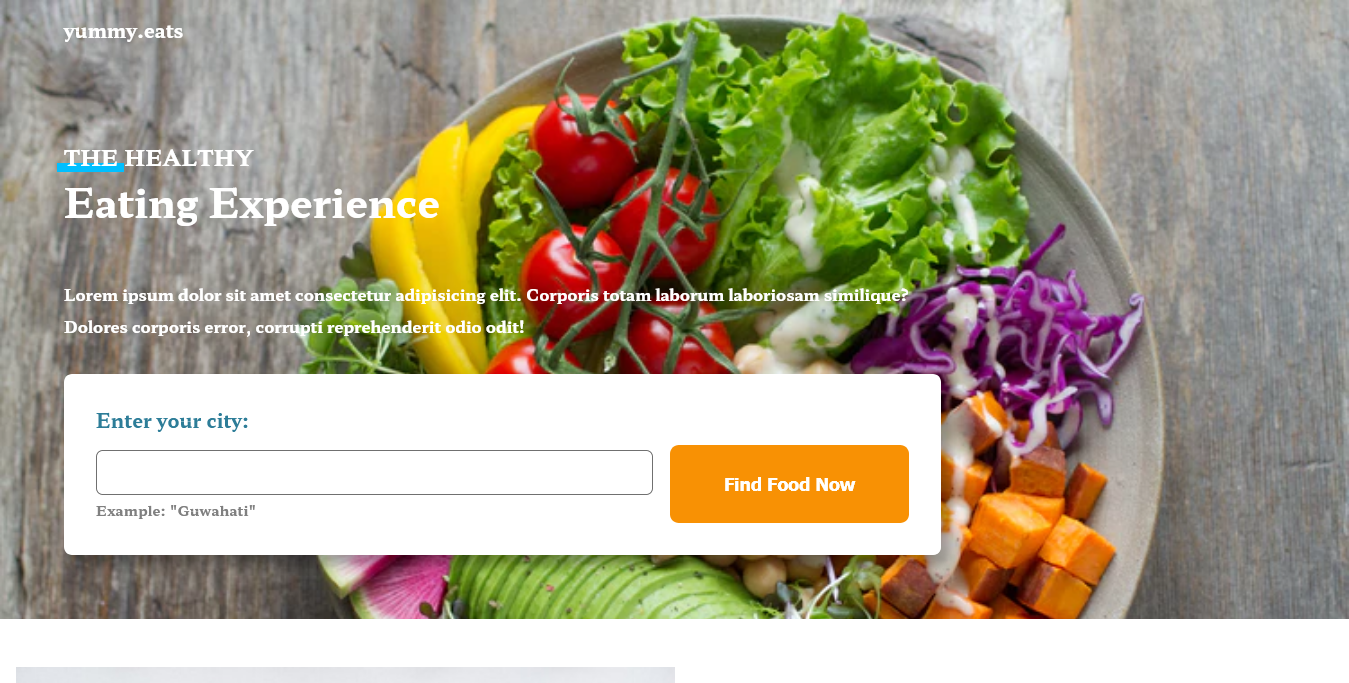 yummy.eats
THE HEALTHY
Eating Experience
Lorem ipsum dolor sit amet consectetur adipisicing elit. Corporis totam laborum laboriosam similique?
Dolores corporis error, corrupti reprehenderit odio odit!
Enter your city:
Find Food Now
Example: "Guwahati"